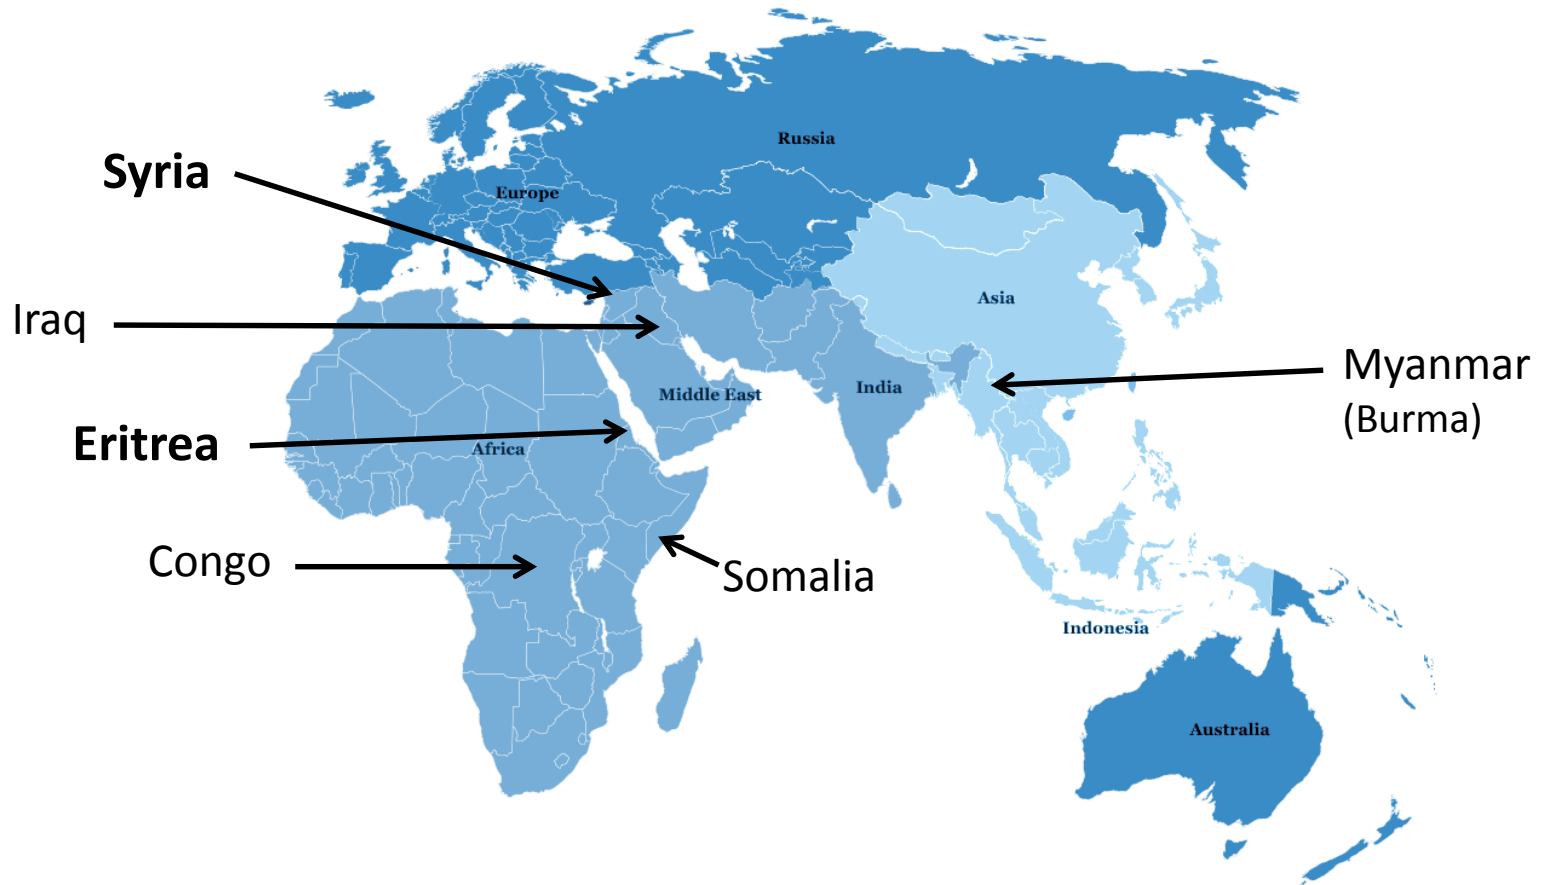 Russia
Syria
Europe
Asia
Iraq
Myanmar
(Burma)
Middle East
India
Eritrea
Africa
Congo
Somalia
Indonesia
Australia